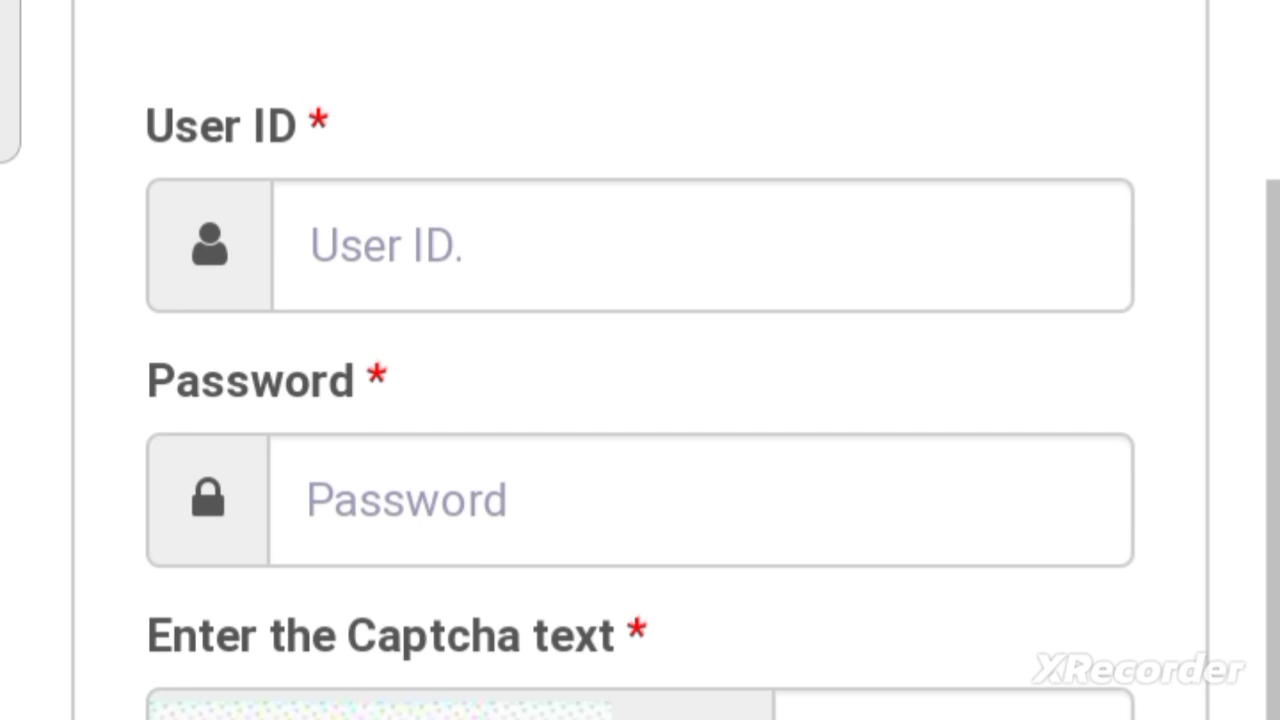 User ID *
User ID.
Password *
Password
Enter the Captcha text *
XRecorder